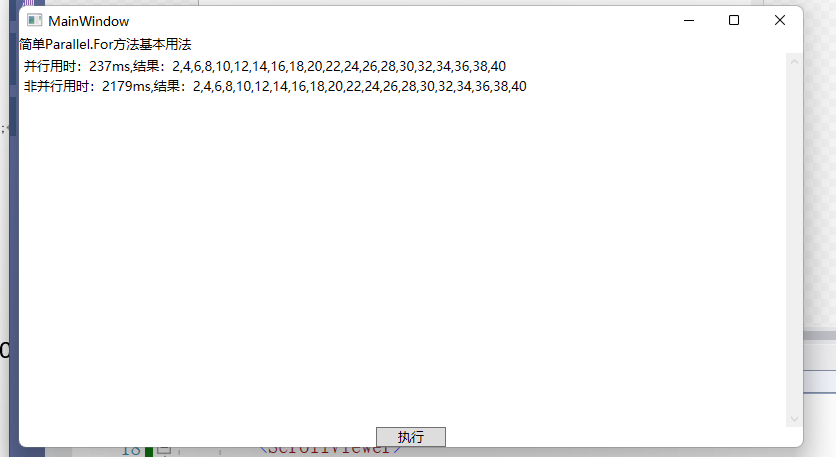 MainWindow
简单Parallel.For方法基本用法
并行用时：237ms,结果：2,4,6,8,10,12,14,16,18,20,22,24,26,28,30,32,34,36,38,40
非并行用时：2179ms,结果：2,4,6,8,10,12,14,16,18,20,22,24,26,28,30,32,34,36,38,40
执行
18 <ScrollViewer>